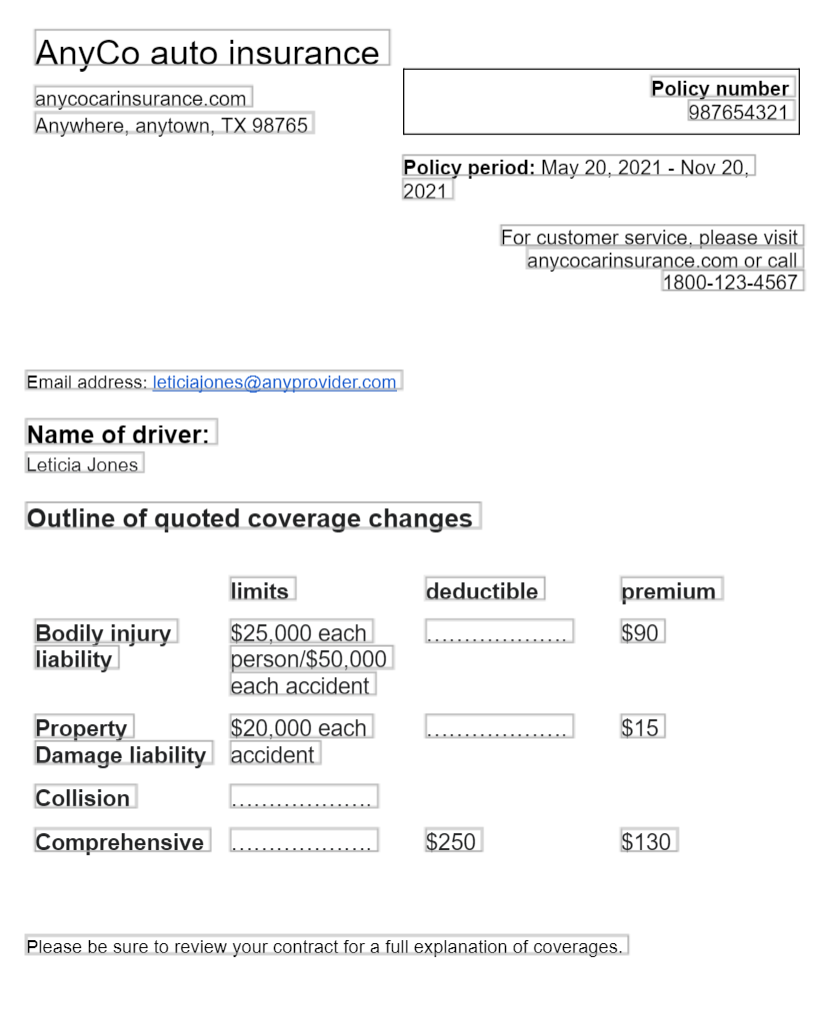 AnyCo auto insurance
anycocarinsurance.com
Anywhere, anytown, TX 98765
Policy number
987654321
Policy period: May 20, 2021 - Nov 20,
2021
For customer service, please visit
anycocarinsurance.com or call
1800-123-4567
Email address: leticiajones@anyprovider.com
Name of driver:
Leticia Jones
Outline of quoted coverage changes
limits deductible premium
Bodily injury $25,000 each ................... $90
liability person/$50,000
each accident
Property $20,000 each ................... $15
Damage liability accident
Collision ...................
Comprehensive ................... $250 $130
Please be sure to review your contract for a full explanation of coverages.